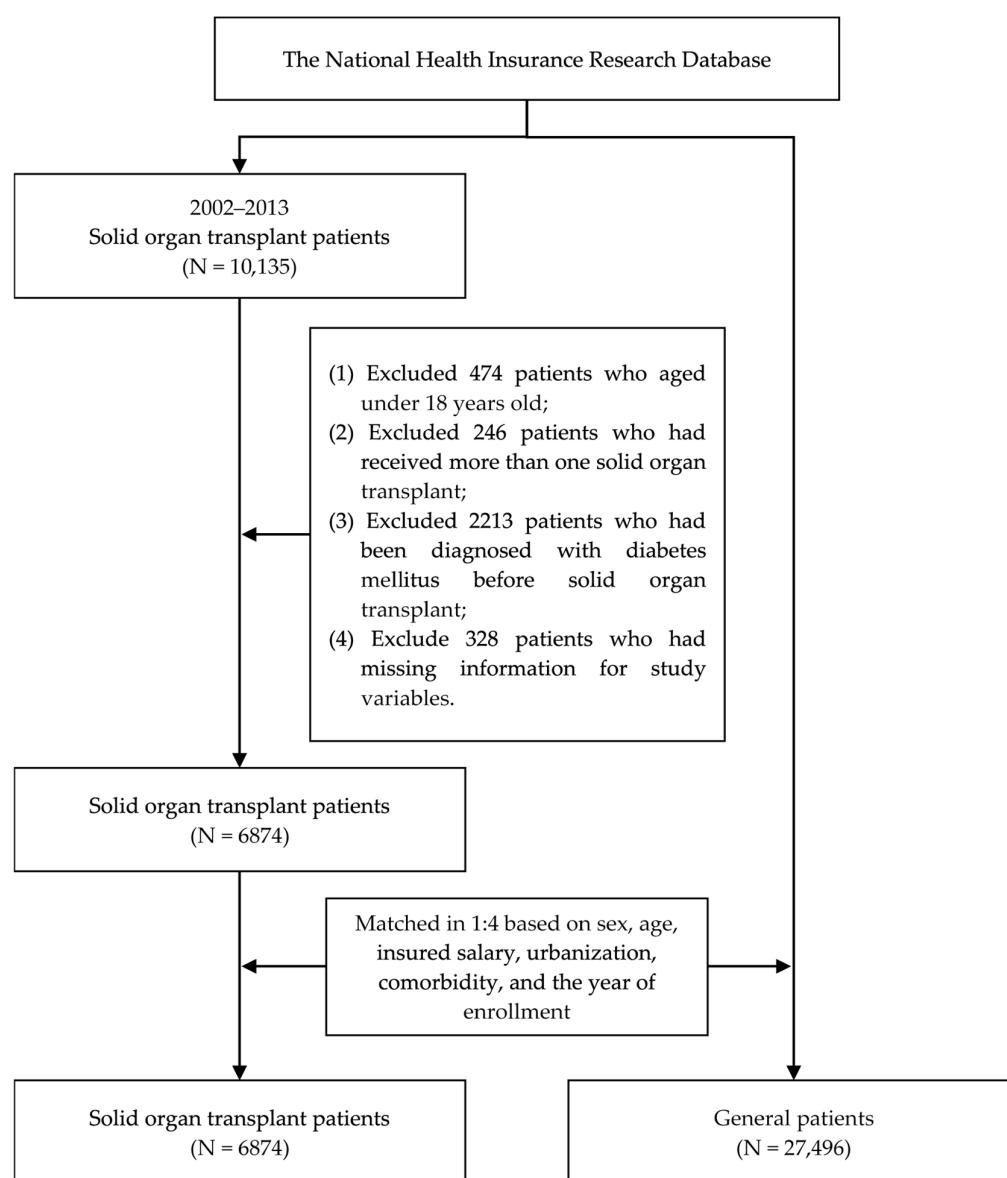 The National Health Insurance Research Database
2002–2013
Solid organ transplant patients
(N = 10,135)
(1) Excluded 474 patients who aged
under 18 years old;
(2) Excluded 246 patients who had
received more than one solid organ
transplant;
(3) Excluded 2213 patients who had
been diagnosed with diabetes
mellitus before solid organ
transplant;
(4) Exclude 328 patients who had
missing information for study
variables.
Solid organ transplant patients
(N = 6874)
Matched in 1:4 based on sex, age,
insured salary, urbanization,
comorbidity, and the year of
enrollment
Solid organ transplant patients
(N = 6874)
General patients
(N = 27,496)